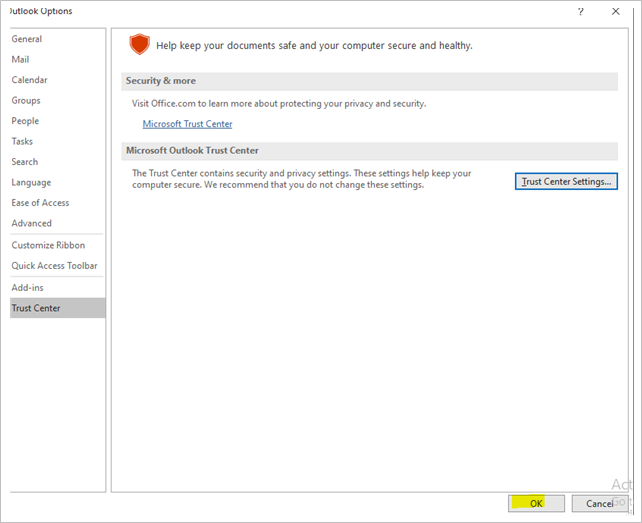 utlook Options
?
General
Mail
Calendar
Groups
People
Tasks
Search
Language
Ease of Access
Advanced
Customize Ribbon
Quick Access Toolbar
Add-ins
Trust Center
Help keep your documents safe and your computer secure and healthy.
Security & more
Visit Office.com to learn more about protecting your privacy and security.
Microsoft Trust Center
Microsoft Outlook Trust Center
The Trust Center contains security and privacy settings. These settings help keep your
computer secure. We recommend that you do not change these settings.
Trust Center Settings...
Act
Go t
OK
Cancel